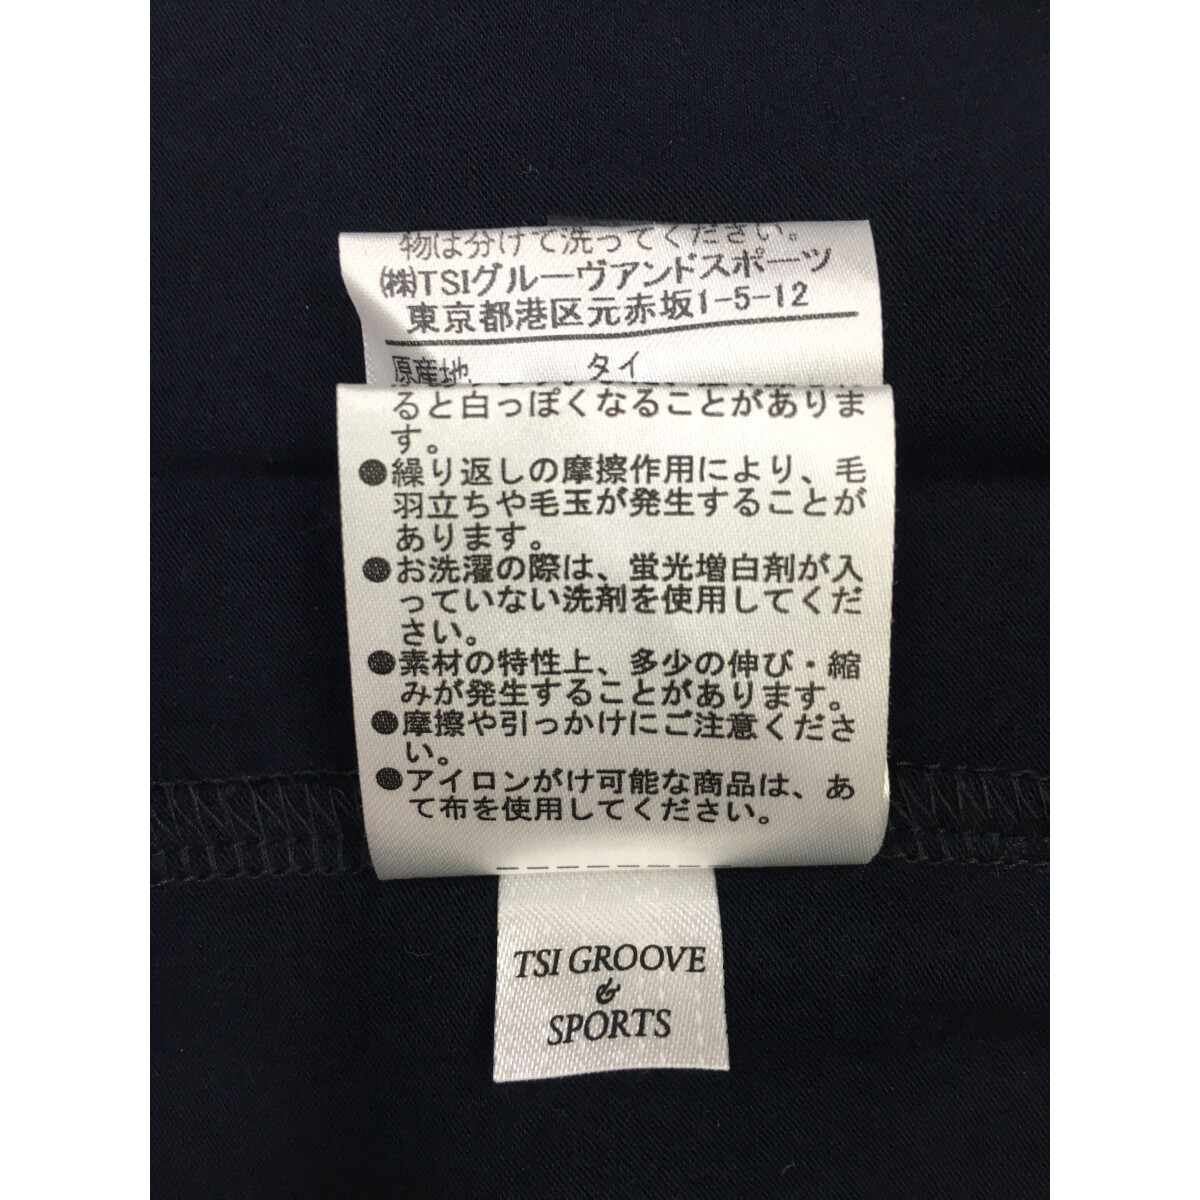 物は分けて洗ってください。
㈱TSIグルーヴアンドスポーツ
東京都港区元赤坂1-5-12
原産地 タイ
ると白っぽくなることがありま
す。
●繰り返しの摩擦作用により、毛
羽立ちや毛玉が発生することが
あります。
●お洗濯の際は、蛍光増白剤が入
っていない洗剤を使用してくだ
さい。
●素材の特性上、多少の伸び・縮
みが発生することがあります。
●摩擦や引っかけにご注意くださ
い。
●アイロンがけ可能な商品は、あ
て布を使用してください。
TSI GROOVE
&
SPORTS